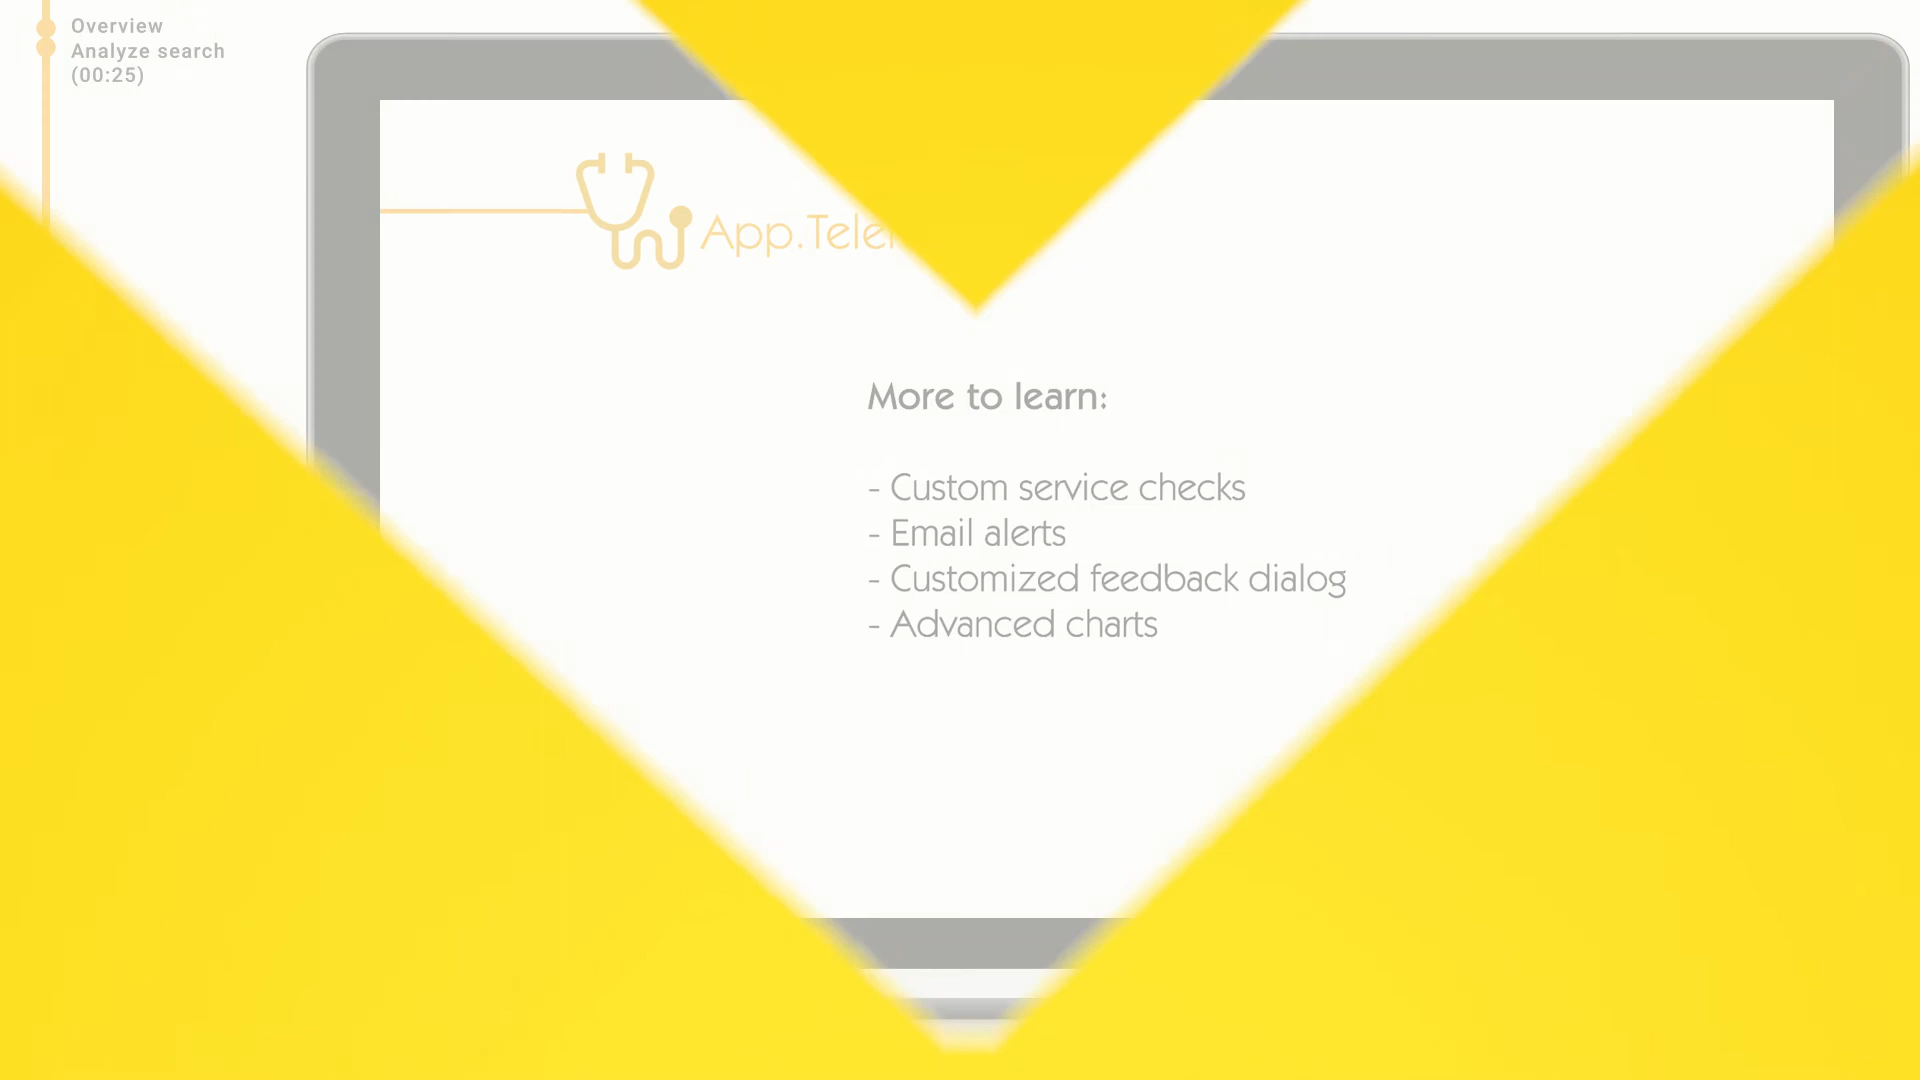 Overview
Analyze search
(00:25)
More to learn:
- Custom service checks
- Email alerts
- Customized feedback dialog
- Advanced charts